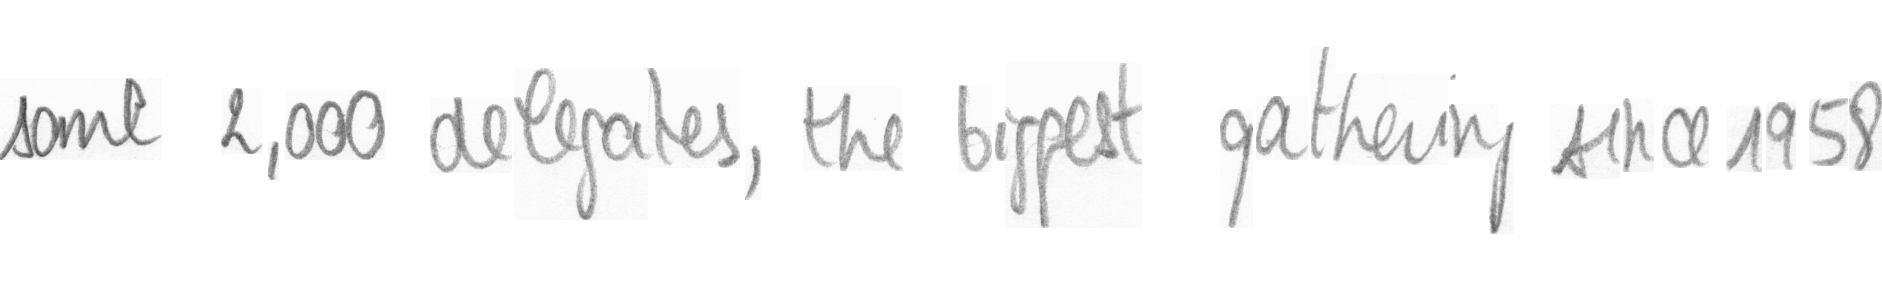 some 2,000 delegates, the biggest gathering since 1958